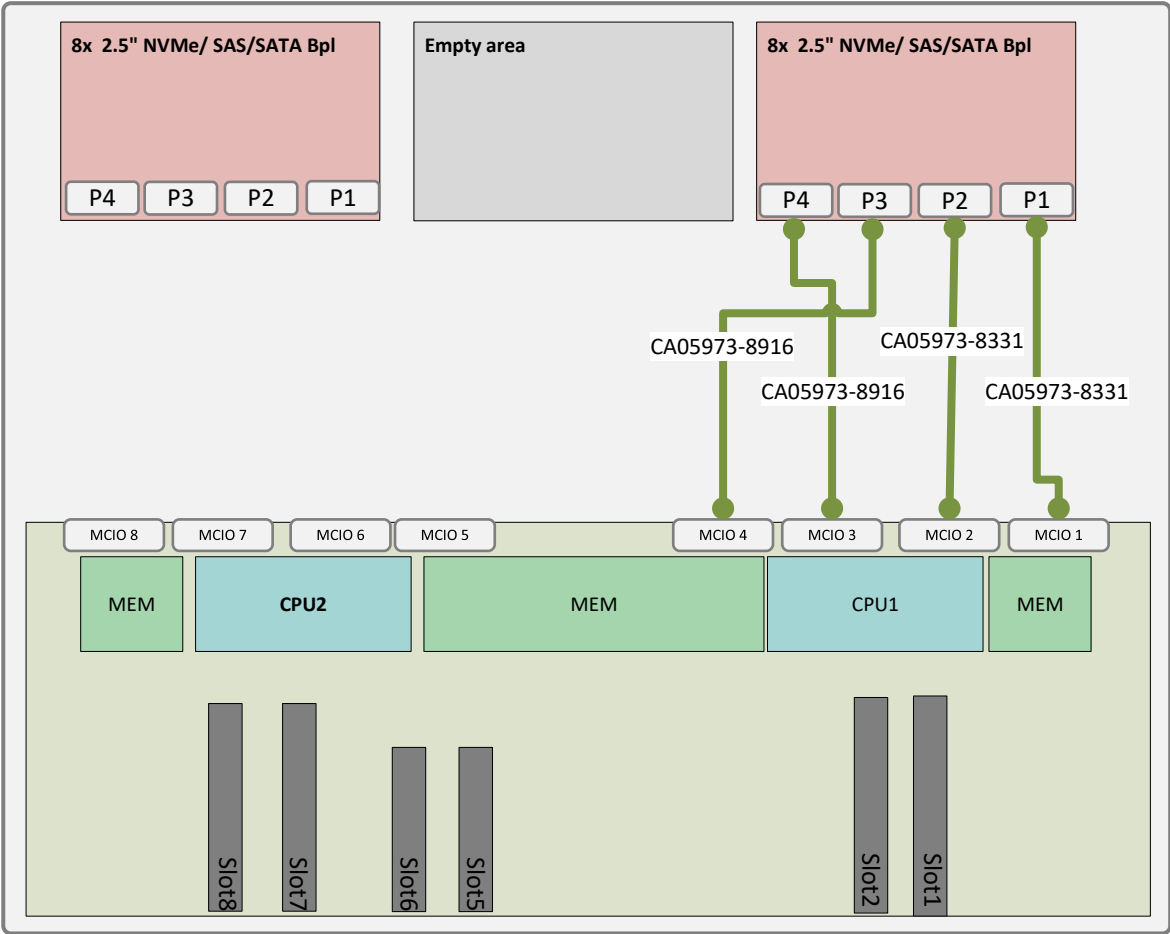 8x  2.5" NVMe/ SAS/SATA Bpl
Empty area
8x  2.5" NVMe/ SAS/SATA Bpl
P4
P3
P2
P1
P4
P3
P2
P1
CA05973-8916
CA05973-8331
CA05973-8916
CA05973-8331
MCIO 8
MCIO 7
MCIO 6
MCIO 5
MCIO 4
MCIO 3
MCIO 2
MCIO 1
MEM
CPU2
MEM
CPU1
MEM
Slot8
Slot7
Slot6
Slot5
Slot2
Slot1